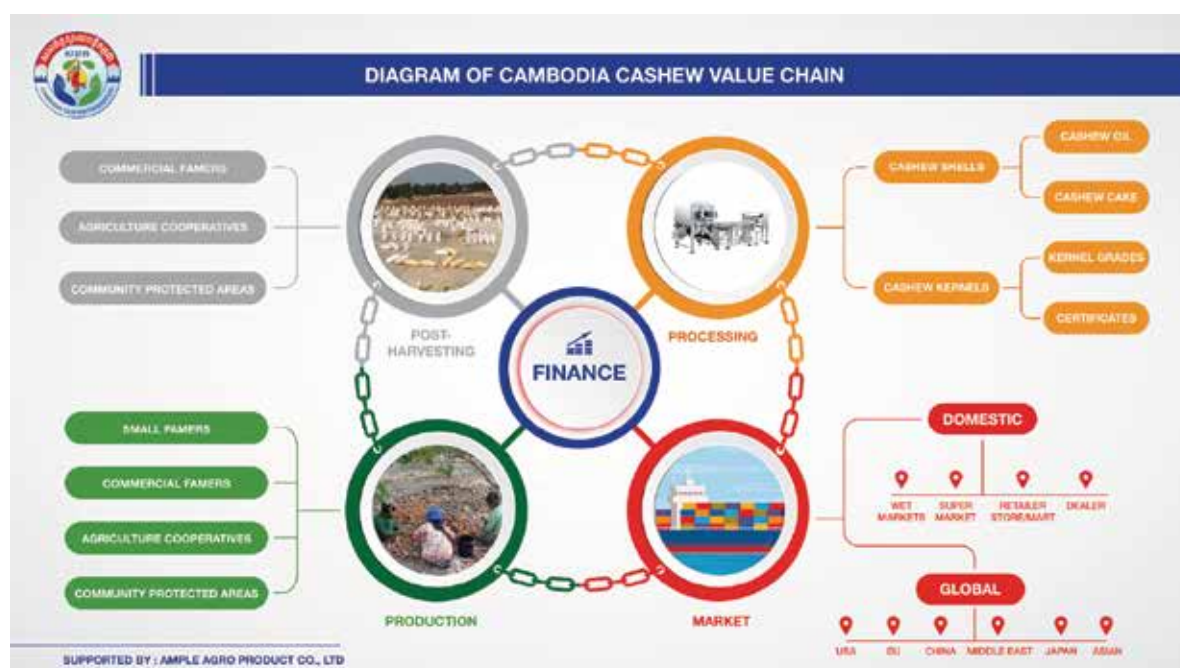 DIAGRAM OF CAMBODIA CASHEW VALUE CHAIN
COMMERCIAL FAMERS
AGRICULTURE COOPERATIVES
COMMUNITY PROTECTED AREAS
POST-
HARVESTING
PROCESSING
CASHEW SHELLS
CASHEW OIL
CASHEW CAKE
CASHEW KERNELS
KERNEL GRADES
CERTIFICATES
FINANCE
SMALL FAMERS
COMMERCIAL FAMERS
AGRICULTURE COOPERATIVES
COMMUNITY PROTECTED AREAS
PRODUCTION
MARKET
DOMESTIC
WET
MARKETS
SUPER
MARKET
RETAILER
STORE/MART
DEALER
GLOBAL
USA
EU
CHINA
MIDDLE EAST
JAPAN
ASIAN
SUPPORTED BY : AMPLE AGRO PRODUCT CO., LTD